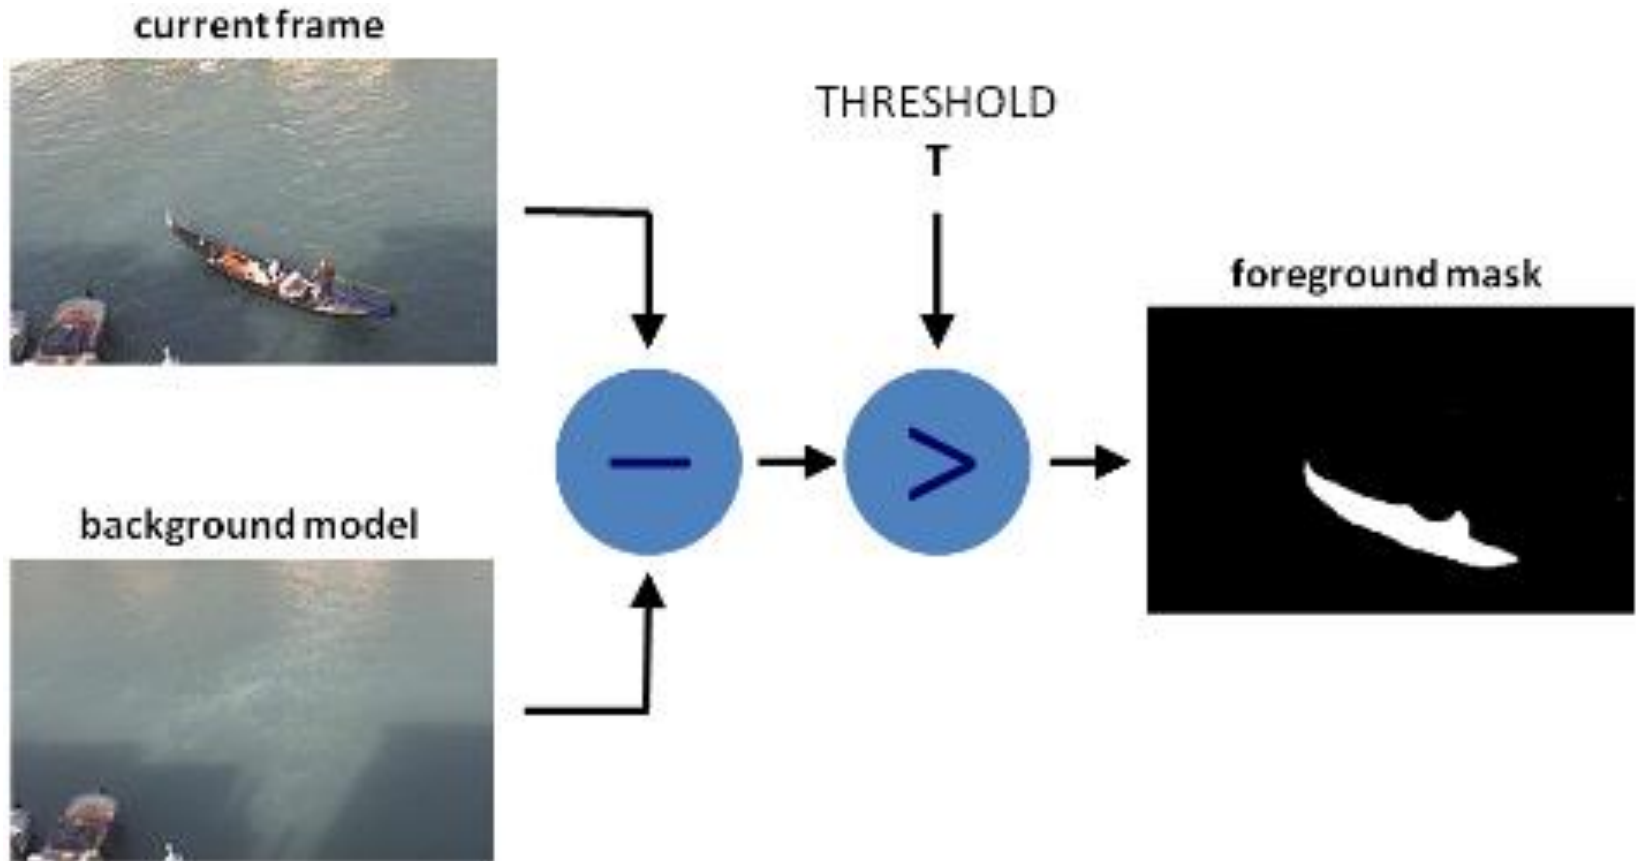 current frame
THRESHOLD
T
foreground mask
background model